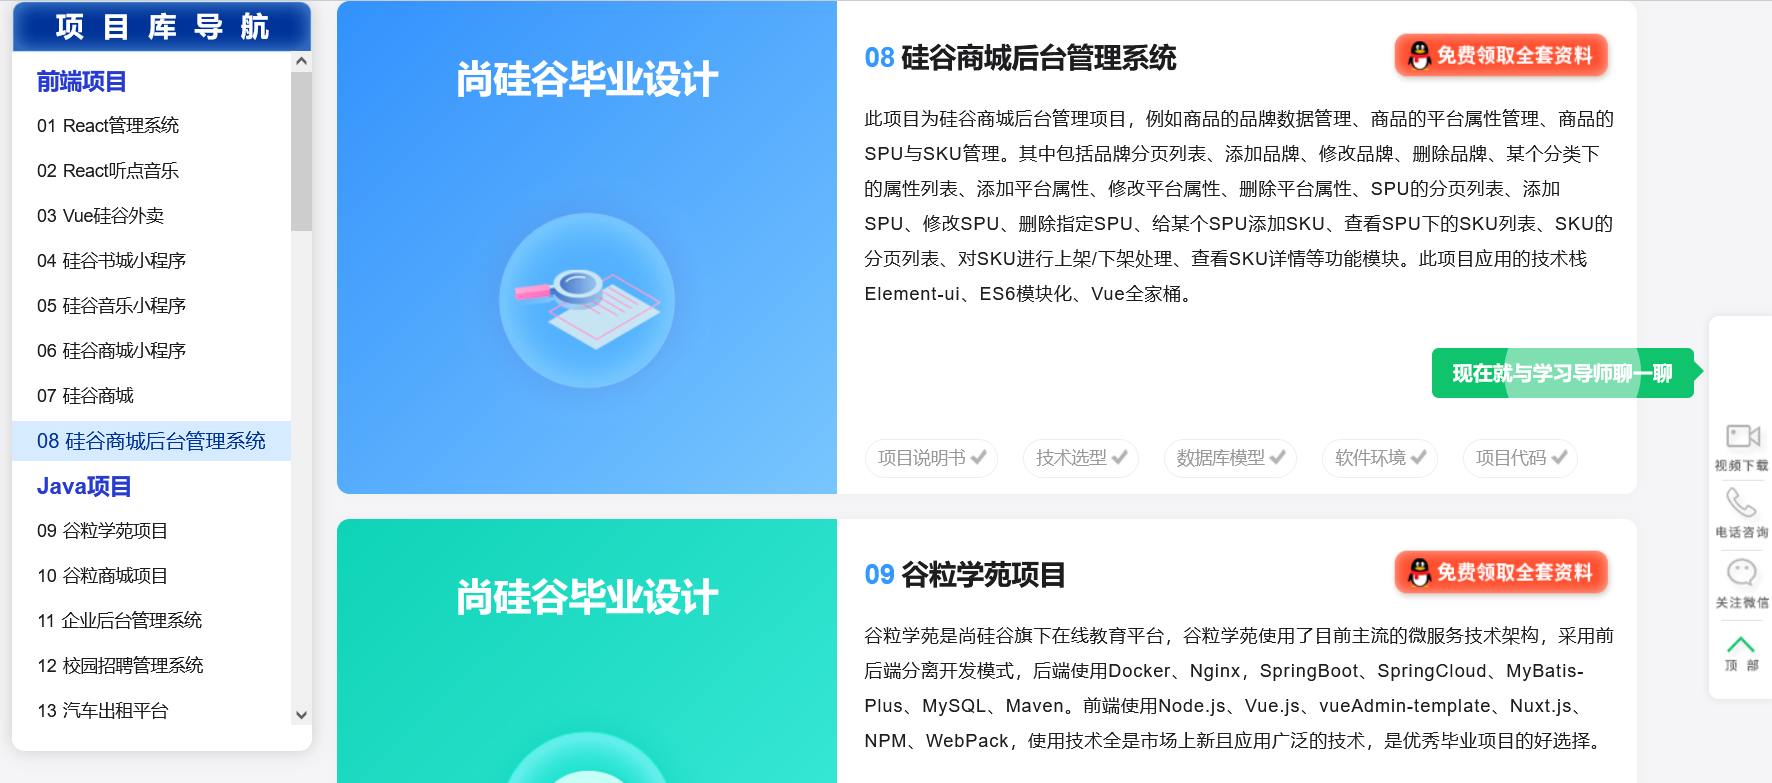 项目库导航
前端项目
01 React管理系统
02 React听点音乐
03 Vue硅谷外卖
04 硅谷书城小程序
05 硅谷音乐小程序
06 硅谷商城小程序
07 硅谷商城
08 硅谷商城后台管理系统
Java项目
09 谷粒学苑项目
10 谷粒商城项目
11 企业后台管理系统
12 校园招聘管理系统
13 汽车出租平台
尚硅谷毕业设计
08 硅谷商城后台管理系统
免费领取全套资料
此项目为硅谷商城后台管理项目，例如商品的品牌数据管理、商品的平台属性管理、商品的
SPU与SKU管理。其中包括品牌分页列表、添加品牌、修改品牌、删除品牌、某个分类下
的属性列表、添加平台属性、修改平台属性、删除平台属性、SPU的分页列表、添加
SPU、修改SPU、删除指定SPU、给某个SPU添加SKU、查看SPU下的SKU列表、SKU的
分页列表、对SKU进行上架/下架处理、查看SKU详情等功能模块。此项目应用的技术栈
Element-ui、ES6模块化、Vue全家桶。
现在就与学习导师聊一聊
项目说明书
技术选型
数据库模型
软件环境
项目代码
尚硅谷毕业设计
09 谷粒学苑项目
免费领取全套资料
谷粒学苑是尚硅谷旗下在线教育平台，谷粒学苑使用了目前主流的微服务技术架构，采用前
后端分离开发模式，后端使用Docker、Nginx，SpringBoot、SpringCloud、MyBatis-
Plus、MySQL、Maven。前端使用Node.js、Vue.js、vueAdmin-template、Nuxt.js、
NPM、WebPack，使用技术全是市场上新且应用广泛的技术，是优秀毕业项目的好选择。
视频下载
电话咨询
关注微信
顶 部